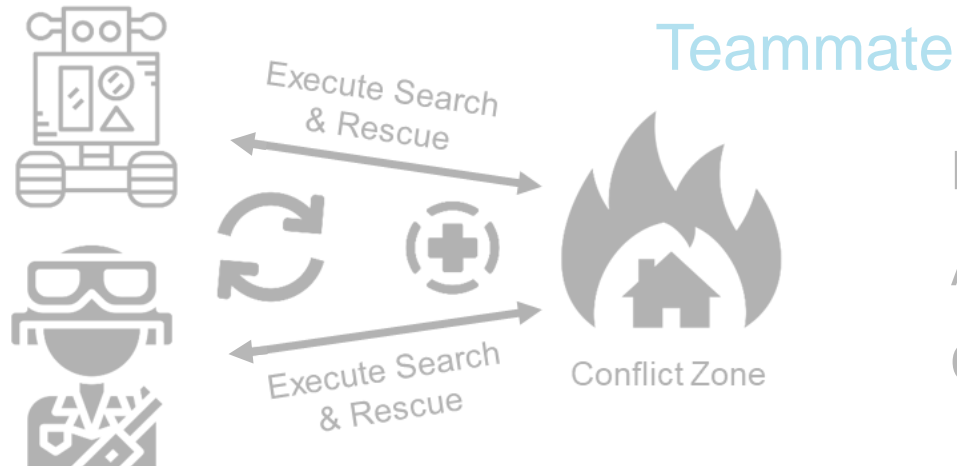 Teammate
Execute Search
& Rescue
Execute Search
& Rescue
Conflict Zone